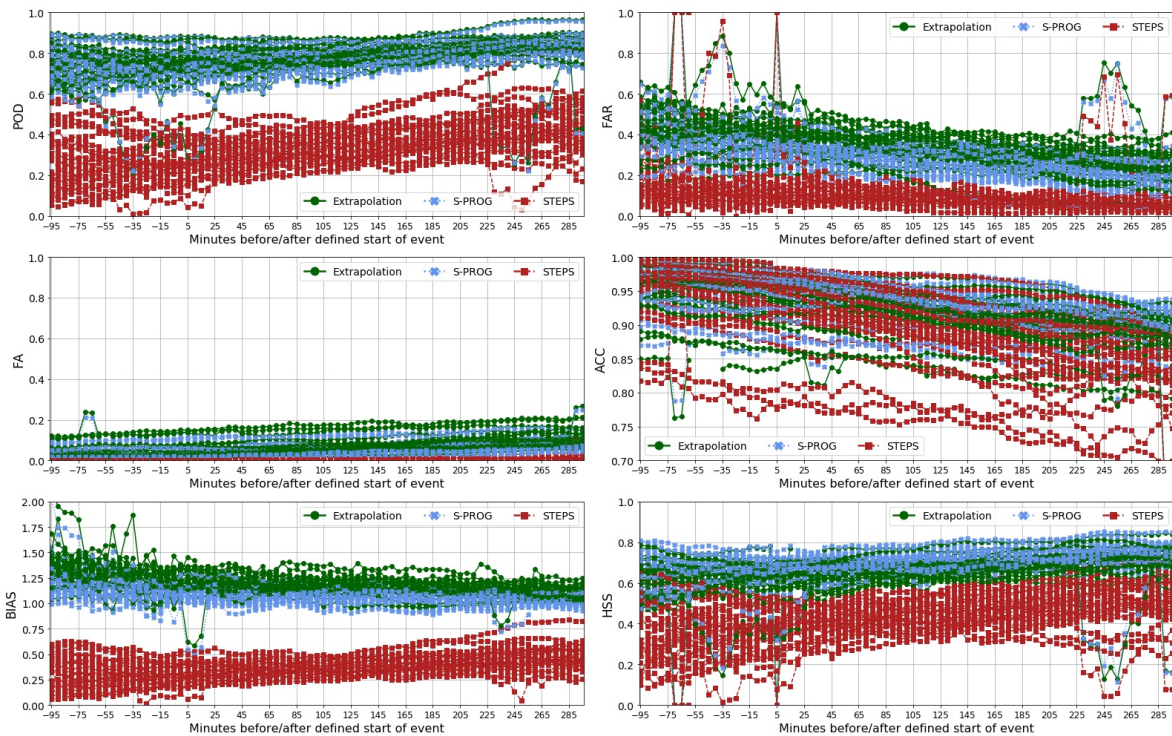 1.0
0.8
0.6
0.4
0.2
0.0
POD
Extrapolation S-PROG STEPS
−95 −75 −55 −35 −15 5 25 45 65 85 105 125 145 165 185 205 225 245 265 285
Minutes before/after defined start of event
1.0
0.8
0.6
0.4
0.2
0.0
FAR
Extrapolation S-PROG STEPS
−95 −75 −55 −35 −15 5 25 45 65 85 105 125 145 165 185 205 225 245 265 285
Minutes before/after defined start of event
1.0
0.8
0.6
0.4
0.2
0.0
FA
Extrapolation S-PROG STEPS
−95 −75 −55 −35 −15 5 25 45 65 85 105 125 145 165 185 205 225 245 265 285
Minutes before/after defined start of event
1.00
0.95
0.90
0.85
0.80
0.75
0.70
ACC
Extrapolation S-PROG STEPS
−95 −75 −55 −35 −15 5 25 45 65 85 105 125 145 165 185 205 225 245 265 285
Minutes before/after defined start of event
2.00
1.75
1.50
1.25
1.00
0.75
0.50
0.25
0.00
BIAS
Extrapolation S-PROG STEPS
−95 −75 −55 −35 −15 5 25 45 65 85 105 125 145 165 185 205 225 245 265 285
Minutes before/after defined start of event
1.0
0.8
0.6
0.4
0.2
0.0
HSS
Extrapolation S-PROG STEPS
−95 −75 −55 −35 −15 5 25 45 65 85 105 125 145 165 185 205 225 245 265 285
Minutes before/after defined start of event